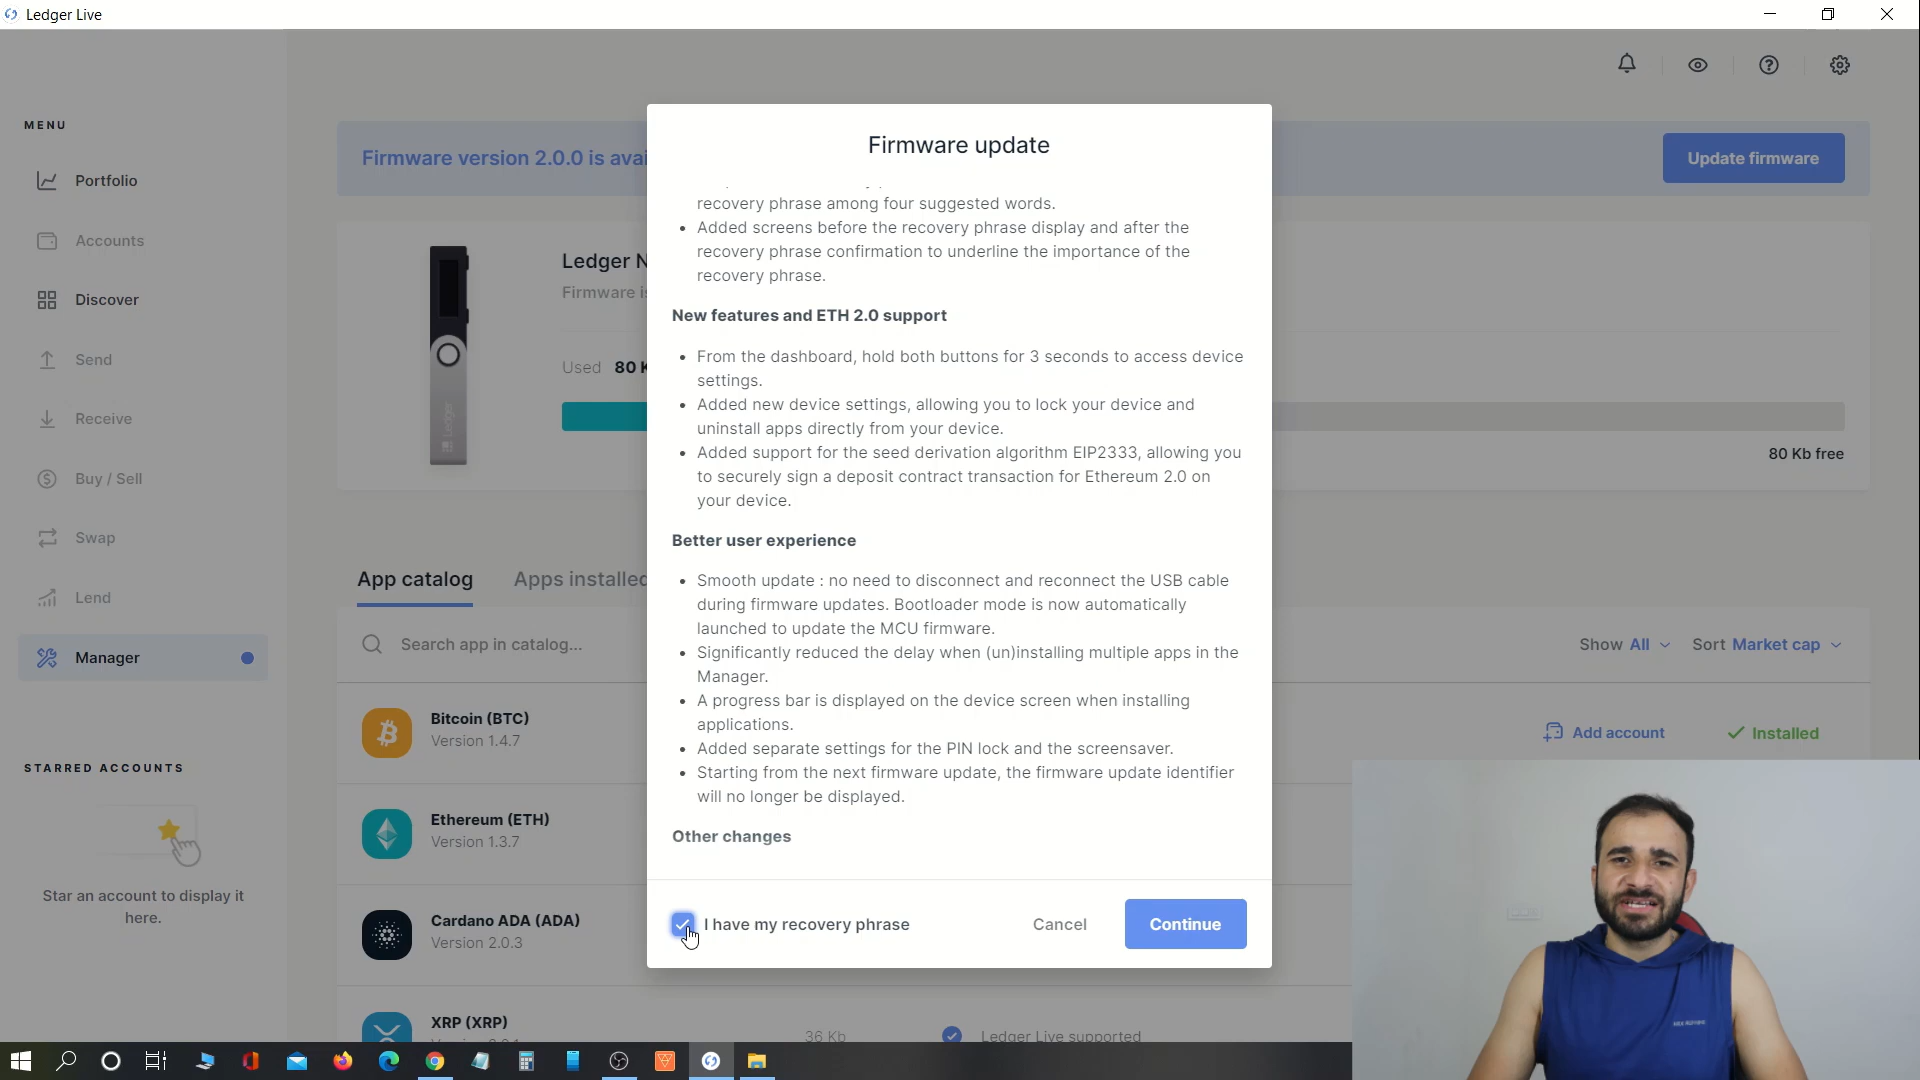 Ledger Live
MENU
Portfolio
Accounts
Discover
Send
Receive
Buy / Sell
Swap
Lend
Manager
STARRED ACCOUNTS
Star an account to display it
here.
Firmware version 2.0.0 is avai
Update firmware
Ledger N
Firmware i
Used 80 K
80 Kb free
App catalog
Apps installed
Search app in catalog...
Show All
Sort Market cap
Bitcoin (BTC)
Version 1.4.7
Add account
Installed
Ethereum (ETH)
Version 1.3.7
Cardano ADA (ADA)
Version 2.0.3
XRP (XRP)
36 Kb
Ledger Live supported
Firmware update
recovery phrase among four suggested words.
• Added screens before the recovery phrase display and after the
recovery phrase confirmation to underline the importance of the
recovery phrase.
New features and ETH 2.0 support
• From the dashboard, hold both buttons for 3 seconds to access device
settings.
• Added new device settings, allowing you to lock your device and
uninstall apps directly from your device.
• Added support for the seed derivation algorithm EIP2333, allowing you
to securely sign a deposit contract transaction for Ethereum 2.0 on
your device.
Better user experience
• Smooth update : no need to disconnect and reconnect the USB cable
during firmware updates. Bootloader mode is now automatically
launched to update the MCU firmware.
• Significantly reduced the delay when (un)installing multiple apps in the
Manager.
• A progress bar is displayed on the device screen when installing
applications.
• Added separate settings for the PIN lock and the screensaver.
• Starting from the next firmware update, the firmware update identifier
will no longer be displayed.
Other changes
I have my recovery phrase
Cancel
Continue
Ledger